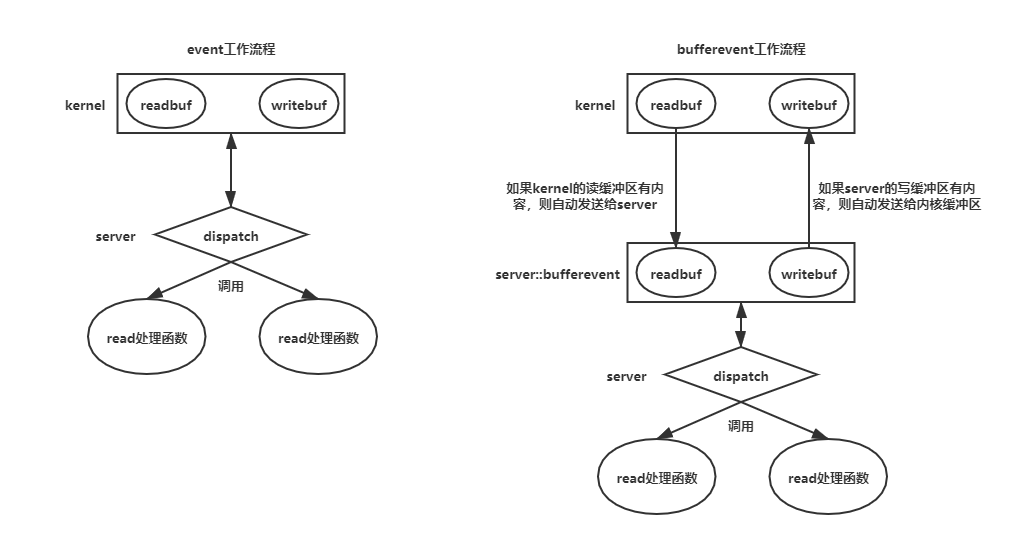 event工作流程
kernel
readbuf
writebuf
server
dispatch
调用
read处理函数
read处理函数
bufferevent工作流程
kernel
readbuf
writebuf
如果kernel的读缓冲区有内
容，则自动发送给server
如果server的写缓冲区有内
容，则自动发送给内核缓冲区
server::bufferevent
readbuf
writebuf
server
dispatch
调用
read处理函数
read处理函数